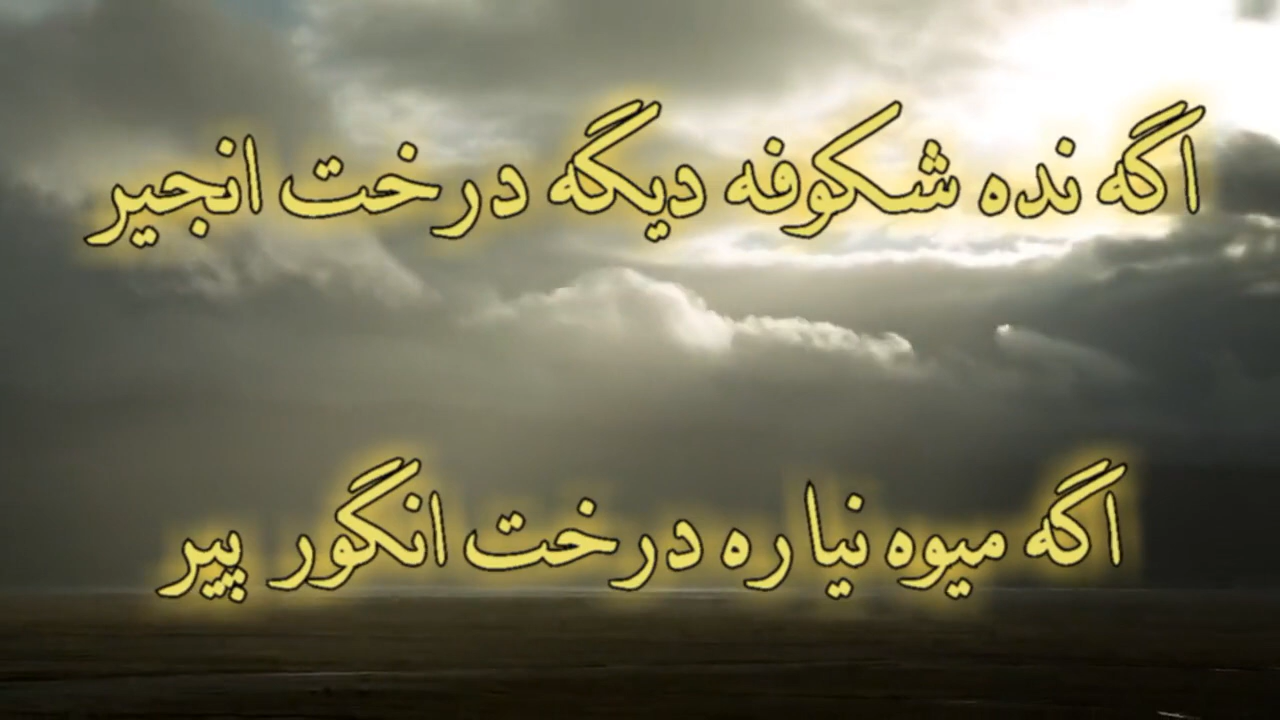 اگه نده شکوفه دیگه درخت انجیر
اگه میوه نیاره درخت انگور پیر